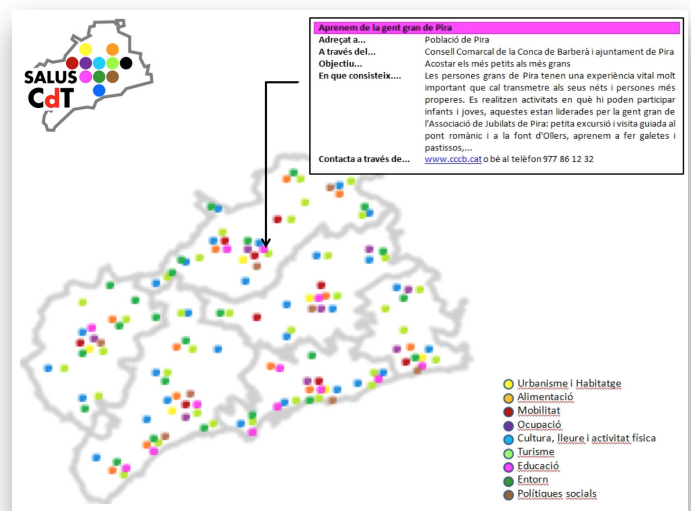 SALUS
CdT
Aprenem de la gent gran de Pira
Adreçat a... Població de Pira
A través del... Consell Comarcal de la Conca de Barberà i ajuntament de Pira
Objectiu... Acostar els més petits als més grans
En que consisteix.... Les persones grans de Pira tenen una experiència vital molt
important que cal transmetre als seus néts i persones més
properes. Es realitzen activitats en què hi poden participar
infants i joves, aquestes estan liderades per la gent gran de
l'Associació de Jubilats de Pira: petita excursió i visita guiada al
pont romànic i a la font d'Ollers, aprenem a fer galetes i
pastissos,...
Contacta a través de... www.cccb.cat o bé al telèfon 977 86 12 32
Urbanisme i Habitatge
Alimentació
Mobilitat
Ocupació
Cultura, lleure i activitat física
Turisme
Educació
Entorn
Polítiques socials